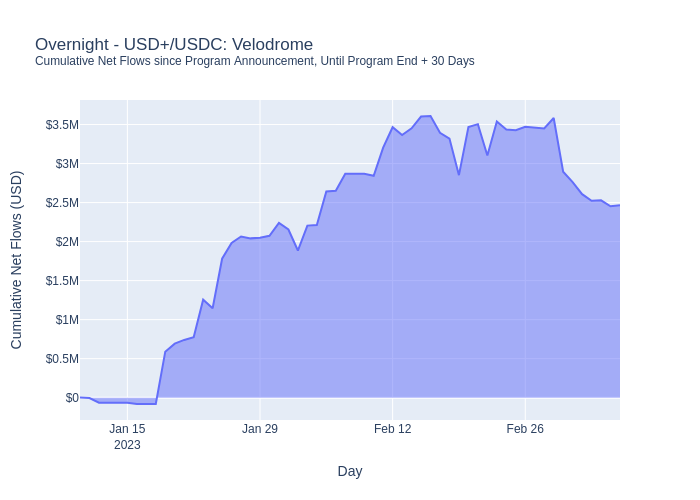 Overnight - USD+/USDC: Velodrome
Cumulative Net Flows since Program Announcement, Until Program End + 30 Days
Cumulative Net Flows (USD)
$3.5M
$3M
$2.5M
$2M
$1.5M
$1M
$0.5M
$0
Jan 15
2023
Jan 29
Feb 12
Feb 26
Day